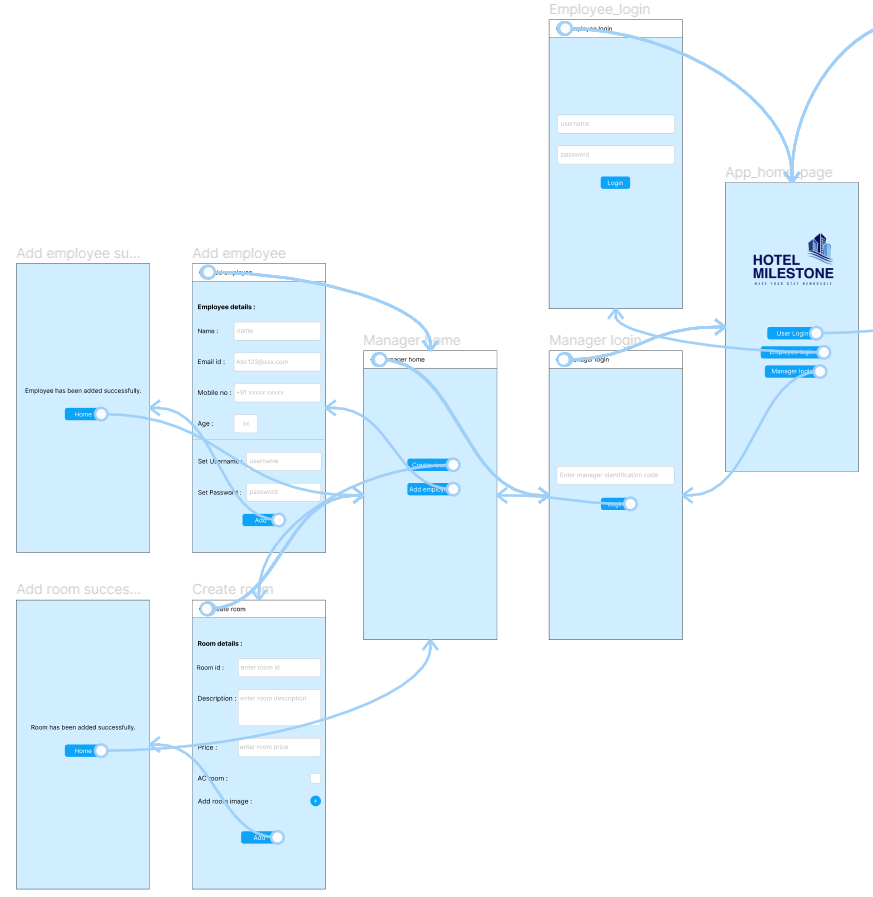 Employee_login
username
password
Login
App_home_page
HOTEL
MILESTONE
MAKE YOUR STAY MEMORABLE
User Login
Employee login
Manager login
Add employee su...
Employee has been added successfully.
Home
Add employee
Add employee
Employee details :
Name :
name
Email id :
Abc123@xxx.com
Mobile no :
+91 xxxxx xxxxx
Age :
xx
Set Username :
username
Set Password :
password
Add
Manager home
Manager home
Create room
Add employee
Manager login
Manager login
Enter manager identification code
Login
Add room succes...
Room has been added successfully.
Home
Create room
Create room
Room details :
Room id :
enter room id
Description :
enter room description
Price :
enter room price
AC room :
Add room image :
+
Add